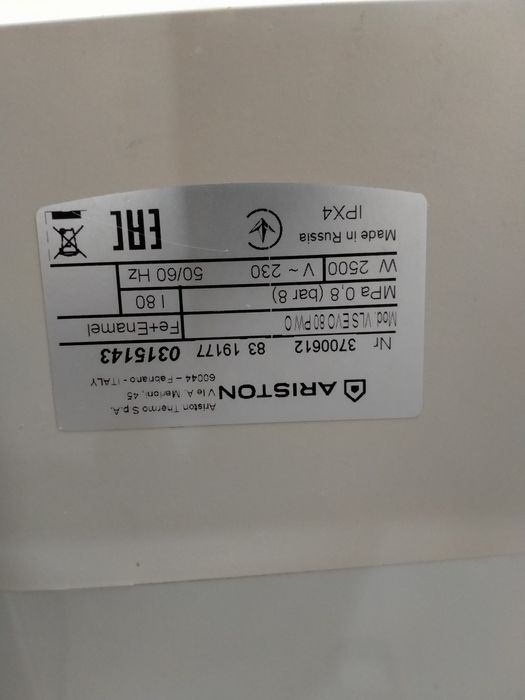 ARISTON
Ariston Thermo S.p.A.
V.le A. Merloni, 45
60044 – Fabriano - ITALY
Nr 3700612 83 19177 0315143
Mod. VLS EVO 80 PW O Fe+Enamel
MPa 0,8 (bar 8) l 80
W 2500 V ~ 230 50/60 Hz
Made in Russia
IPX4
EAC